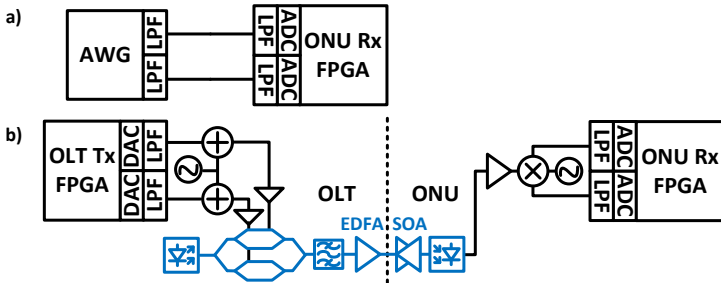 a)
AWG
LPF
LPF
LPF
LPF
ADC
ADC
ONU Rx
FPGA
b)
OLT Tx
FPGA
DAC
DAC
LPF
LPF
OLT
ONU
EDFA
SOA
LPF
LPF
ADC
ADC
ONU Rx
FPGA